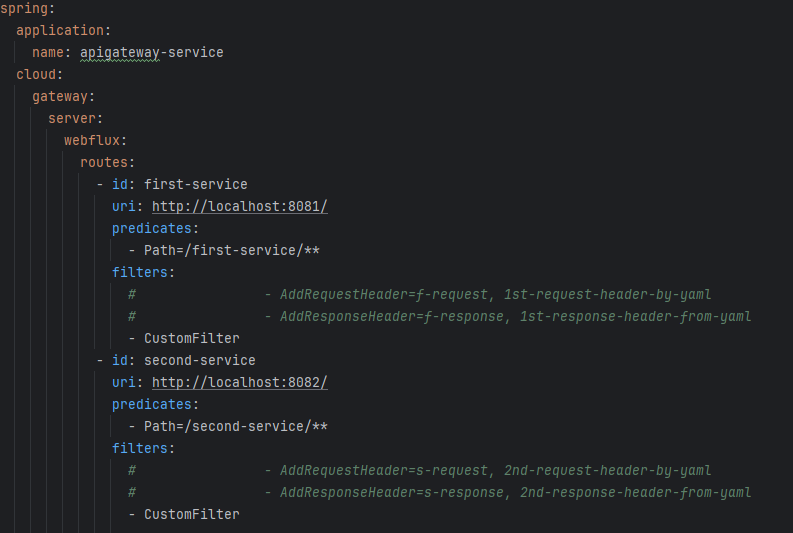 spring:
  application:
    name: apigateway-service
  cloud:
    gateway:
      server:
        webflux:
          routes:
            - id: first-service
              uri: http://localhost:8081/
              predicates:
                - Path=/first-service/**
              filters:
                #                - AddRequestHeader=f-request, 1st-request-header-by-yaml
                #                - AddResponseHeader=f-response, 1st-response-header-from-yaml
                - CustomFilter
            - id: second-service
              uri: http://localhost:8082/
              predicates:
                - Path=/second-service/**
              filters:
                #                - AddRequestHeader=s-request, 2nd-request-header-by-yaml
                #                - AddResponseHeader=s-response, 2nd-response-header-from-yaml
                - CustomFilter